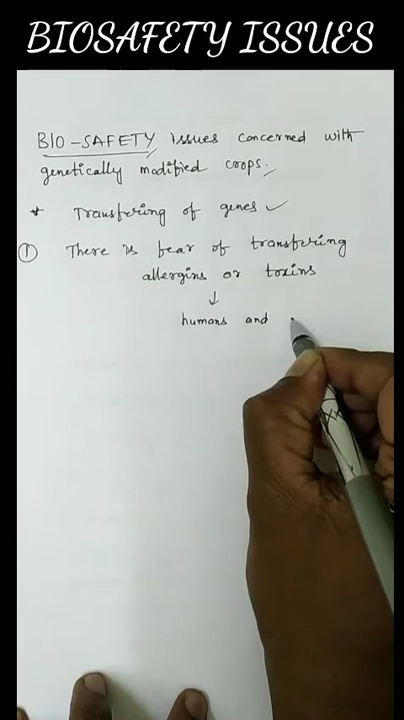 BIOSAFETY ISSUES
BIO-SAFETY issues concerned with
genetically modified crops.
* Transfering of genes ✓
① There is fear of transfering
allergins or toxins
↓
humans and